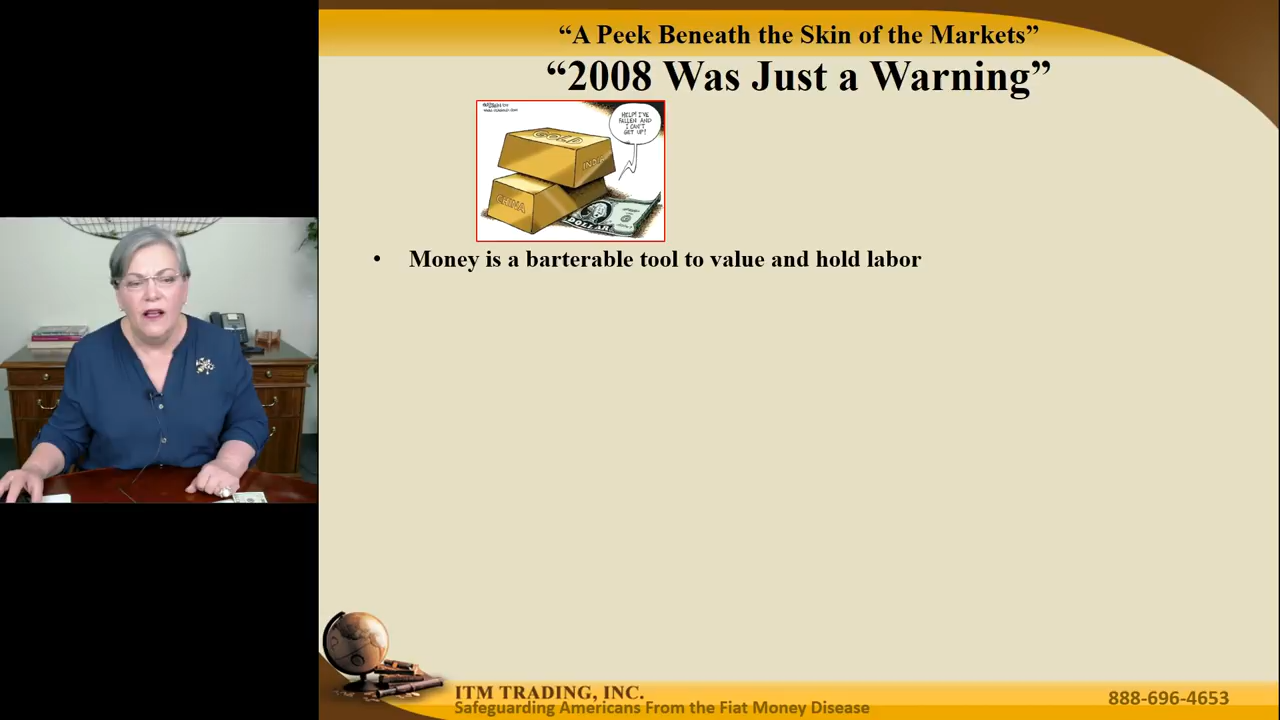 “A Peek Beneath the Skin of the Markets”
“2008 Was Just a Warning”
HELP! I'VE
FALLEN AND
I CAN'T
GET UP!
GOLD
INDIA
CHINA
DOLLAR
• Money is a barterable tool to value and hold labor
ITM TRADING, INC.
Safeguarding Americans From the Fiat Money Disease
888-696-4653